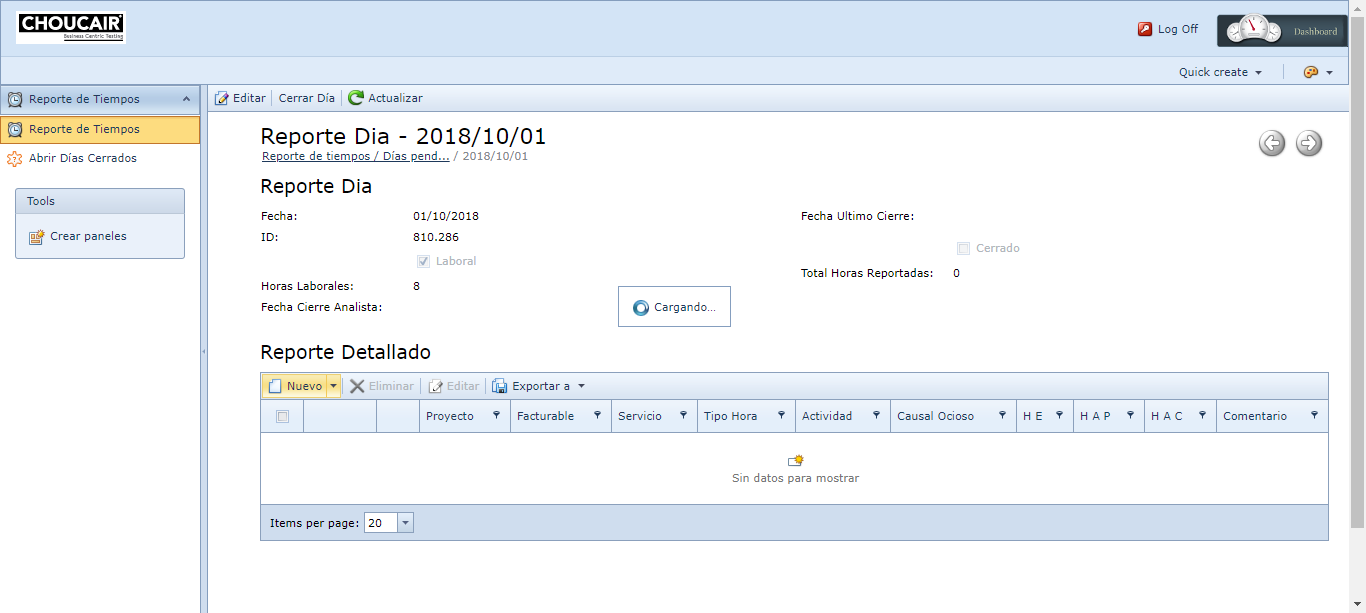 CHOUCAIR
Business Centric Testing
Log Off
Dashboard
Quick create
Reporte de Tiempos
Reporte de Tiempos
Abrir Días Cerrados
Tools
Crear paneles
Editar Cerrar Día Actualizar
Reporte Dia - 2018/10/01
Reporte de tiempos / Días pend... / 2018/10/01
Reporte Dia
Fecha: 01/10/2018 Fecha Ultimo Cierre:
ID: 810.286
Laboral Cerrado
Horas Laborales: 8 Total Horas Reportadas: 0
Fecha Cierre Analista:
Cargando...
Reporte Detallado
Nuevo Eliminar Editar Exportar a
Proyecto Facturable Servicio Tipo Hora Actividad Causal Ocioso H E H A P H A C Comentario
Sin datos para mostrar
Items per page: 20